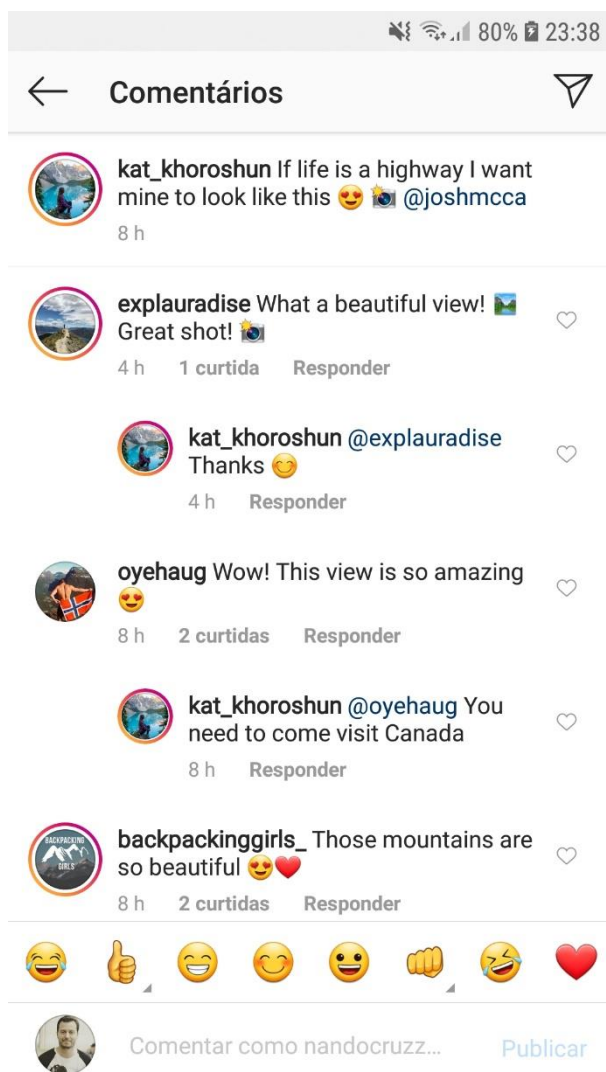 80% 23:38
Comentários
kat_khoroshun If life is a highway I want
mine to look like this 😍 📸 @joshmcca
8 h
explauradise What a beautiful view! 🏞️
Great shot! 📸
4 h 1 curtida Responder
kat_khoroshun @explauradise
Thanks 😊
4 h Responder
oyehaug Wow! This view is so amazing
😍
8 h 2 curtidas Responder
kat_khoroshun @oyehaug You
need to come visit Canada
8 h Responder
BACKPACKING
GIRLS
backpackinggirls_ Those mountains are
so beautiful 😍❤️
8 h 2 curtidas Responder
😂 👍 😁 😊 😀 👊 🤣 ❤️
Comentar como nandocruzz... Publicar